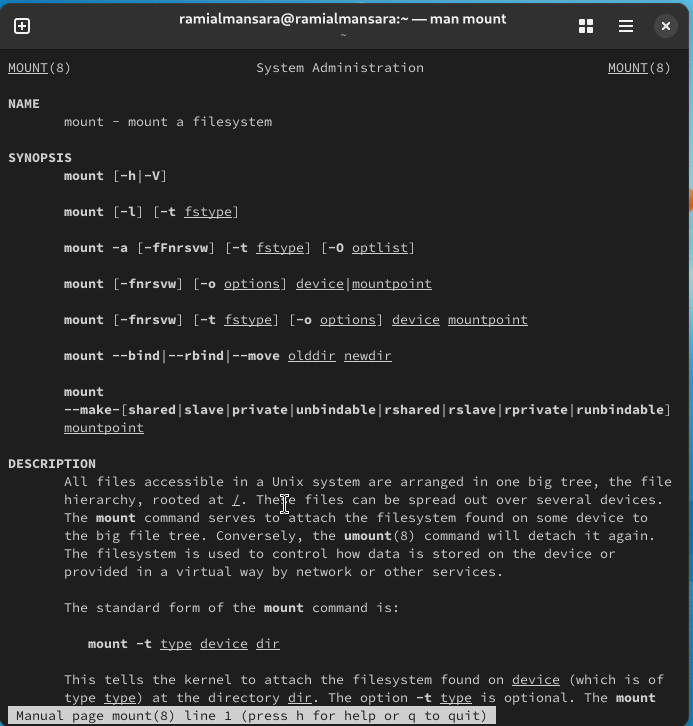 ramialmansara@ramialmansara:~ — man mount
~
MOUNT(8) System Administration MOUNT(8)
NAME
mount - mount a filesystem
SYNOPSIS
mount [-h|-V]
mount [-l] [-t fstype]
mount -a [-fFnrsvw] [-t fstype] [-O optlist]
mount [-fnrsvw] [-o options] device|mountpoint
mount [-fnrsvw] [-t fstype] [-o options] device mountpoint
mount --bind|--rbind|--move olddir newdir
mount
--make-[shared|slave|private|unbindable|rshared|rslave|rprivate|runbindable]
mountpoint
DESCRIPTION
All files accessible in a Unix system are arranged in one big tree, the file
hierarchy, rooted at /. These files can be spread out over several devices.
The mount command serves to attach the filesystem found on some device to
the big file tree. Conversely, the umount(8) command will detach it again.
The filesystem is used to control how data is stored on the device or
provided in a virtual way by network or other services.
The standard form of the mount command is:
mount -t type device dir
This tells the kernel to attach the filesystem found on device (which is of
type type) at the directory dir. The option -t type is optional. The mount
Manual page mount(8) line 1 (press h for help or q to quit)